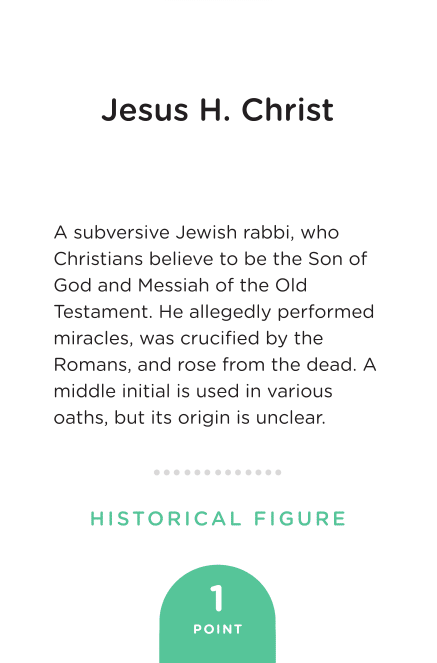 Jesus H. Christ
A subversive Jewish rabbi, who
Christians believe to be the Son of
God and Messiah of the Old
Testament. He allegedly performed
miracles, was crucified by the
Romans, and rose from the dead. A
middle initial is used in various
oaths, but its origin is unclear.
HISTORICAL FIGURE
1
POINT